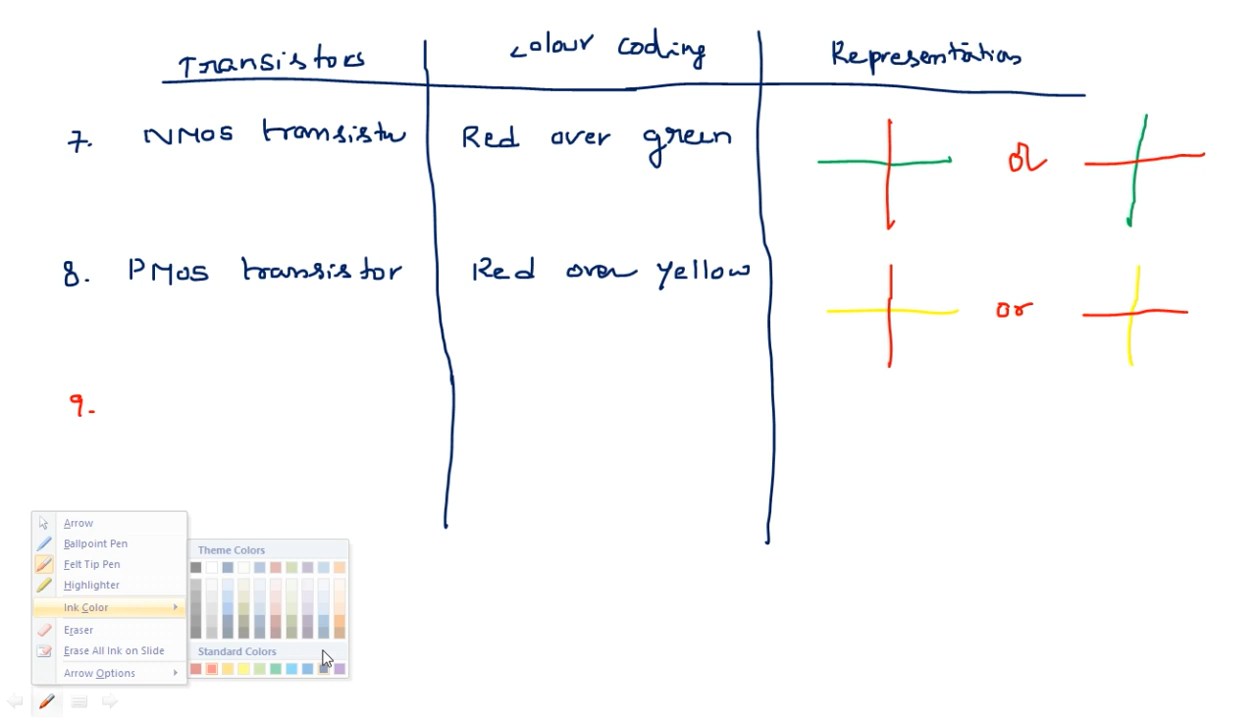 Transistors Colour coding Representation
7. NMOS transistor Red over green or
8. PMOS transistor Red over yellow or
9.
Arrow
Ballpoint Pen
Felt Tip Pen
Highlighter
Ink Color
Eraser
Erase All Ink on Slide
Arrow Options
Theme Colors
Standard Colors